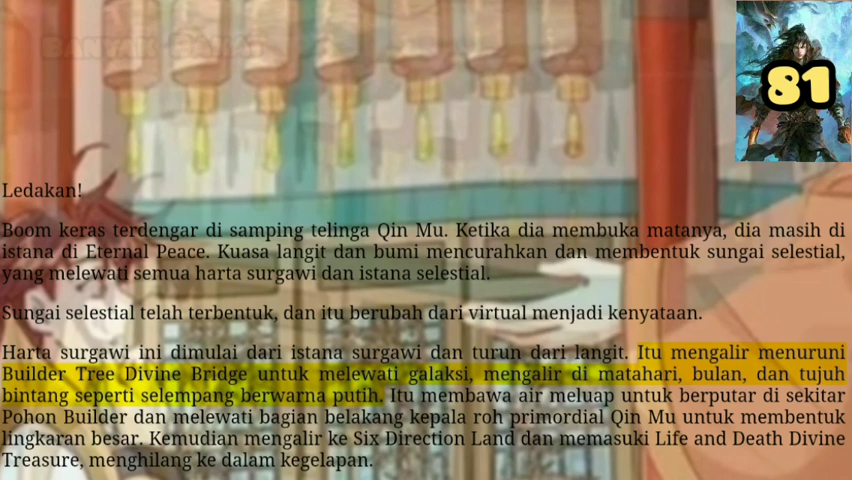 81
Ledakan!
Boom keras terdengar di samping telinga Qin Mu. Ketika dia membuka matanya, dia masih di
istana di Eternal Peace. Kuasa langit dan bumi mencurahkan dan membentuk sungai selestial,
yang melewati semua harta surgawi dan istana selestial.
Sungai selestial telah terbentuk, dan itu berubah dari virtual menjadi kenyataan.
Harta surgawi ini dimulai dari istana surgawi dan turun dari langit. Itu mengalir menuruni
Builder Tree Divine Bridge untuk melewati galaksi, mengalir di matahari, bulan, dan tujuh
bintang seperti selempang berwarna putih. Itu membawa air meluap untuk berputar di sekitar
Pohon Builder dan melewati bagian belakang kepala roh primordial Qin Mu untuk membentuk
lingkaran besar. Kemudian mengalir ke Six Direction Land dan memasuki Life and Death Divine
Treasure, menghilang ke dalam kegelapan.